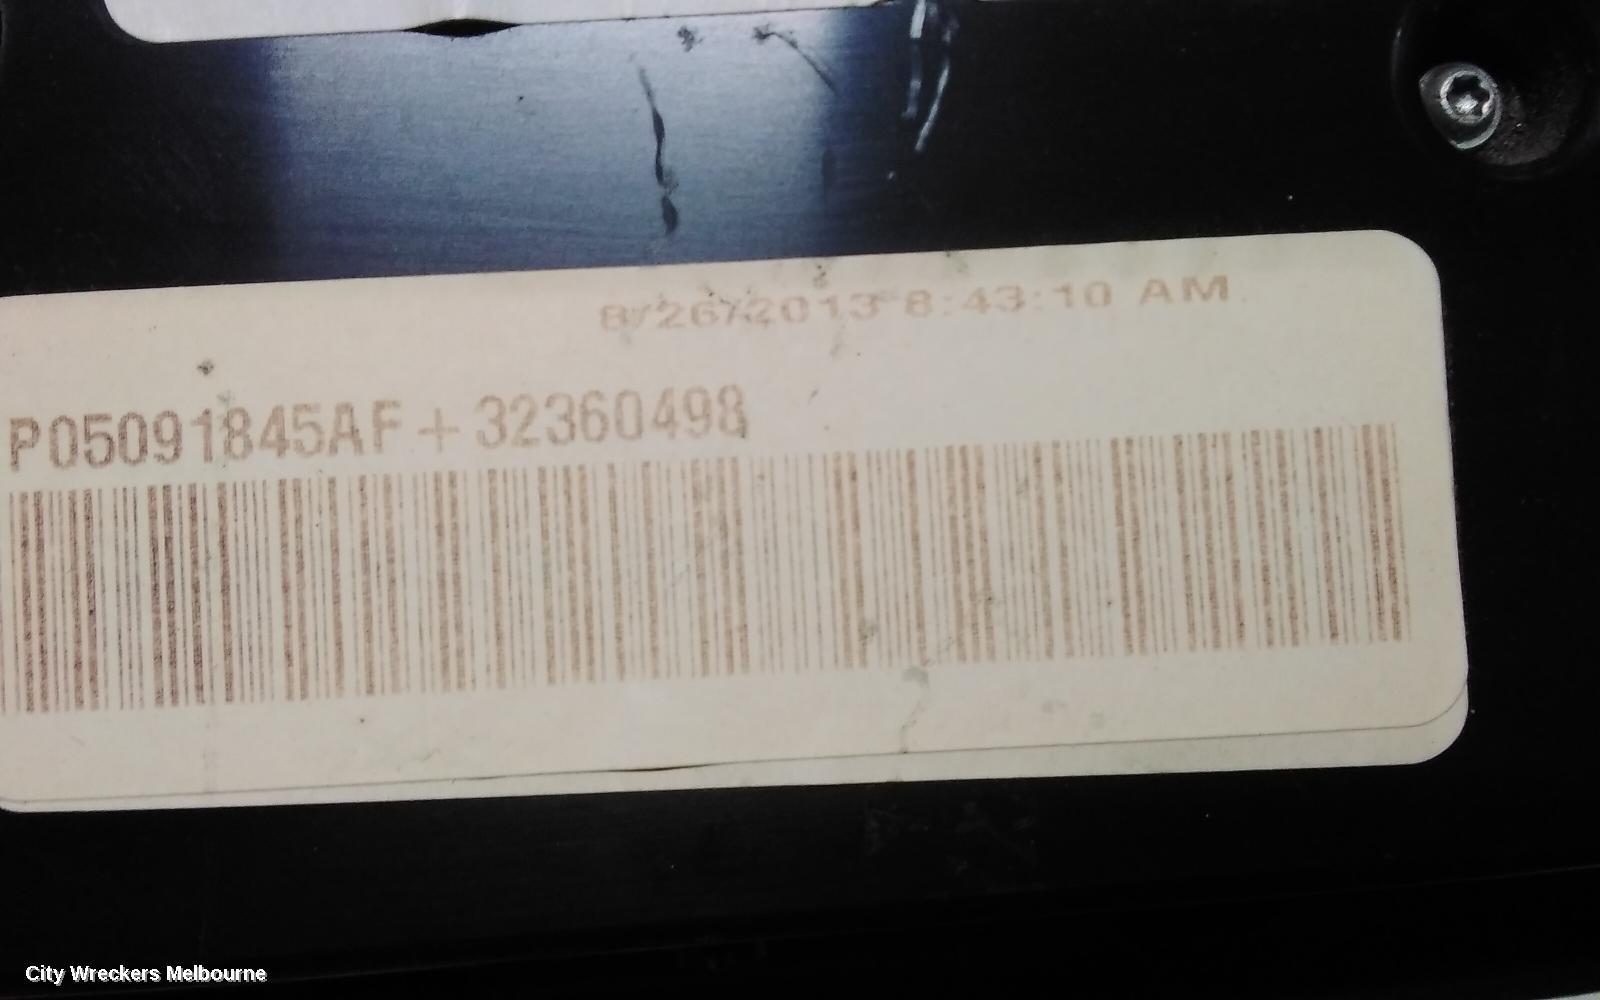 8/26/2013 8:43:10 AM
P05091845AF + 32360498
City Wreckers Melbourne